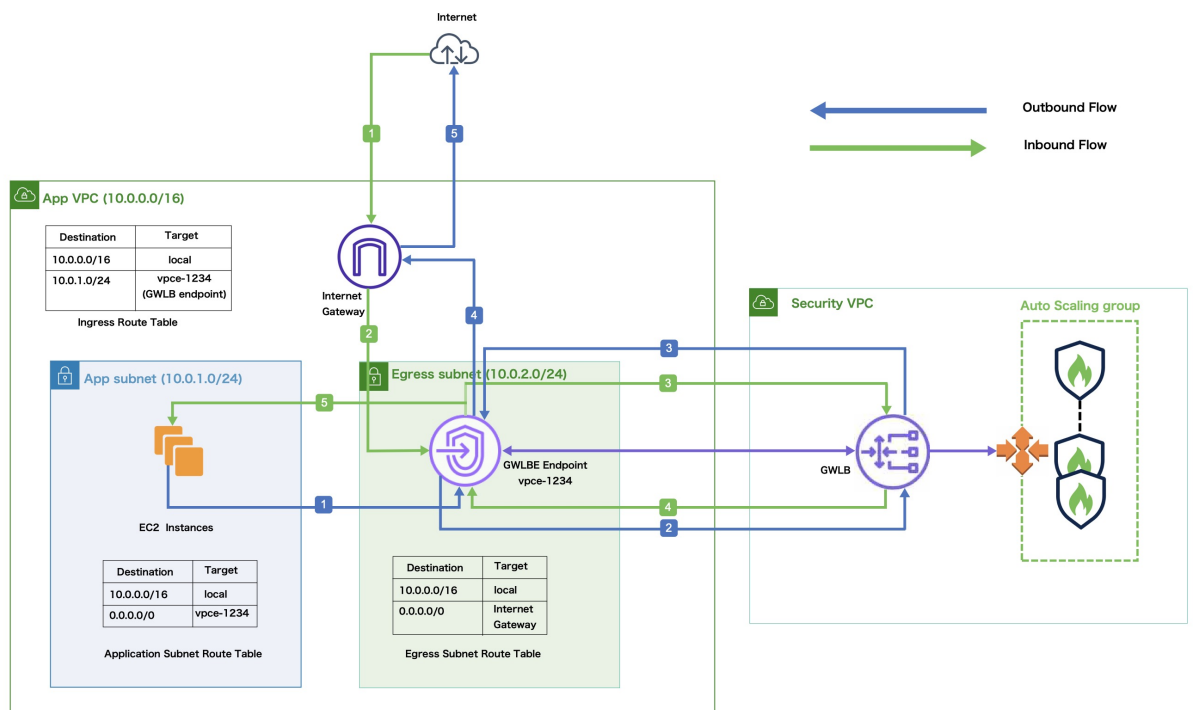 Internet
Outbound Flow
Inbound Flow
1
5
App VPC (10.0.0.0/16)
Destination Target
10.0.0.0/16 local
10.0.1.0/24 vpce-1234
(GWLB endpoint)
Ingress Route Table
Internet
Gateway
2
4
Security VPC
Auto Scaling group
App subnet (10.0.1.0/24)
Egress subnet (10.0.2.0/24)
3
3
5
GWLBE Endpoint
vpce-1234
GWLB
1
4
2
EC2 Instances
Destination Target
10.0.0.0/16 local
0.0.0.0/0 vpce-1234
Application Subnet Route Table
Destination Target
10.0.0.0/16 local
0.0.0.0/0 Internet
Gateway
Egress Subnet Route Table